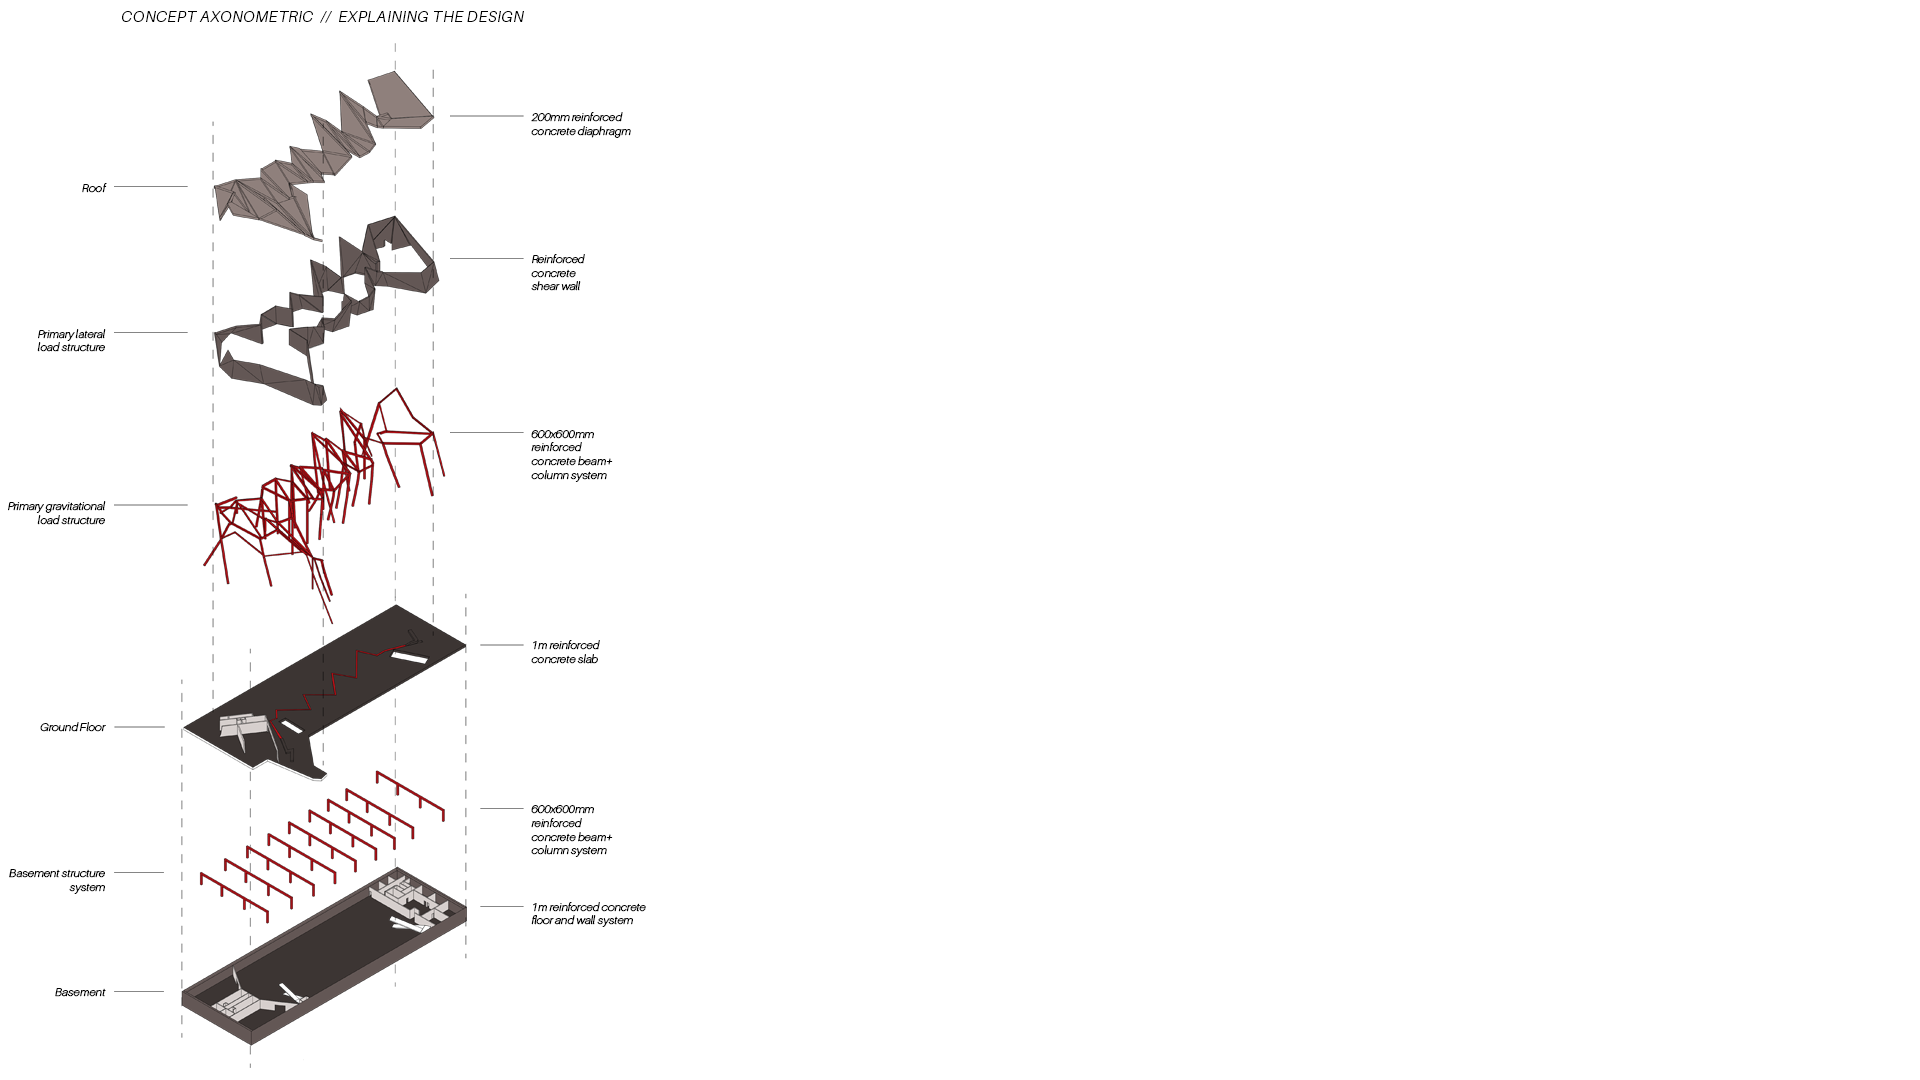 CONCEPT AXONOMETRIC // EXPLAINING THE DESIGN
200mm reinforced
concrete diaphragm
Roof
Reinforced
concrete
shear wall
Primary lateral
load structure
600x600mm
reinforced
concrete beam+
column system
Primary gravitational
load structure
1m reinforced
concrete slab
Ground Floor
600x600mm
reinforced
concrete beam+
column system
Basement structure
system
1m reinforced concrete
floor and wall system
Basement